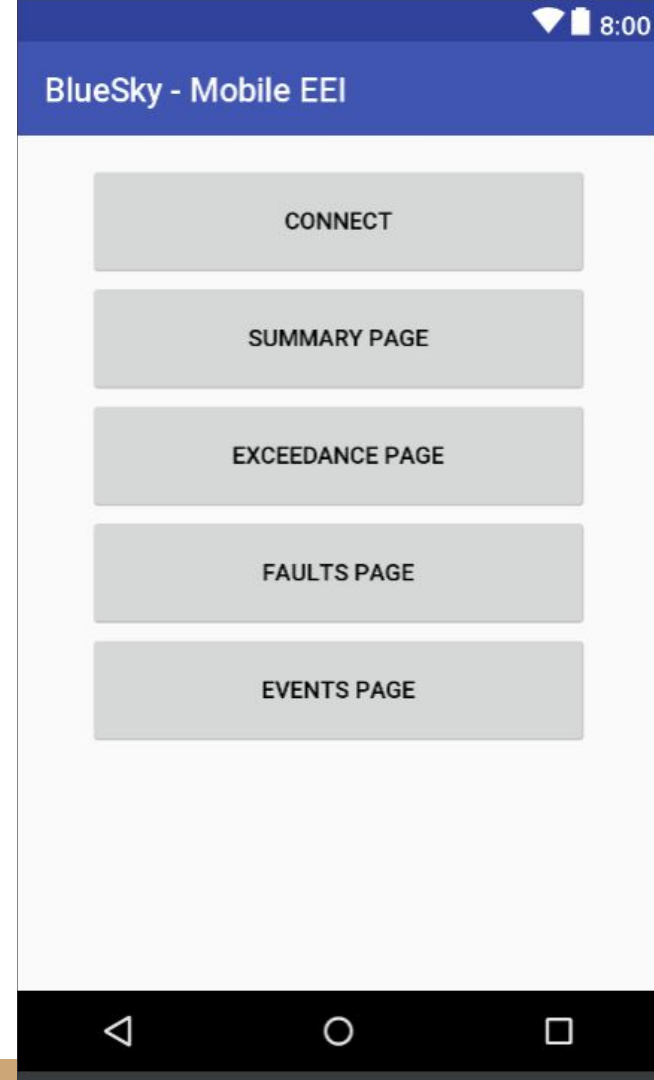 8:00
BlueSky - Mobile EEI
CONNECT
SUMMARY PAGE
EXCEEDANCE PAGE
FAULTS PAGE
EVENTS PAGE